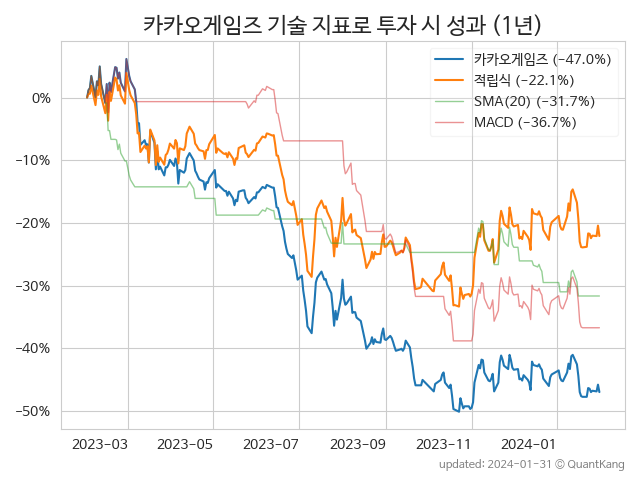 카카오게임즈 기술 지표로 투자 시 성과 (1년)
카카오게임즈 (−47.0%)
적립식 (−22.1%)
SMA(20) (−31.7%)
MACD (−36.7%)
0%
−10%
−20%
−30%
−40%
−50%
2023-03 2023-05 2023-07 2023-09 2023-11 2024-01
updated: 2024-01-31 © QuantKang